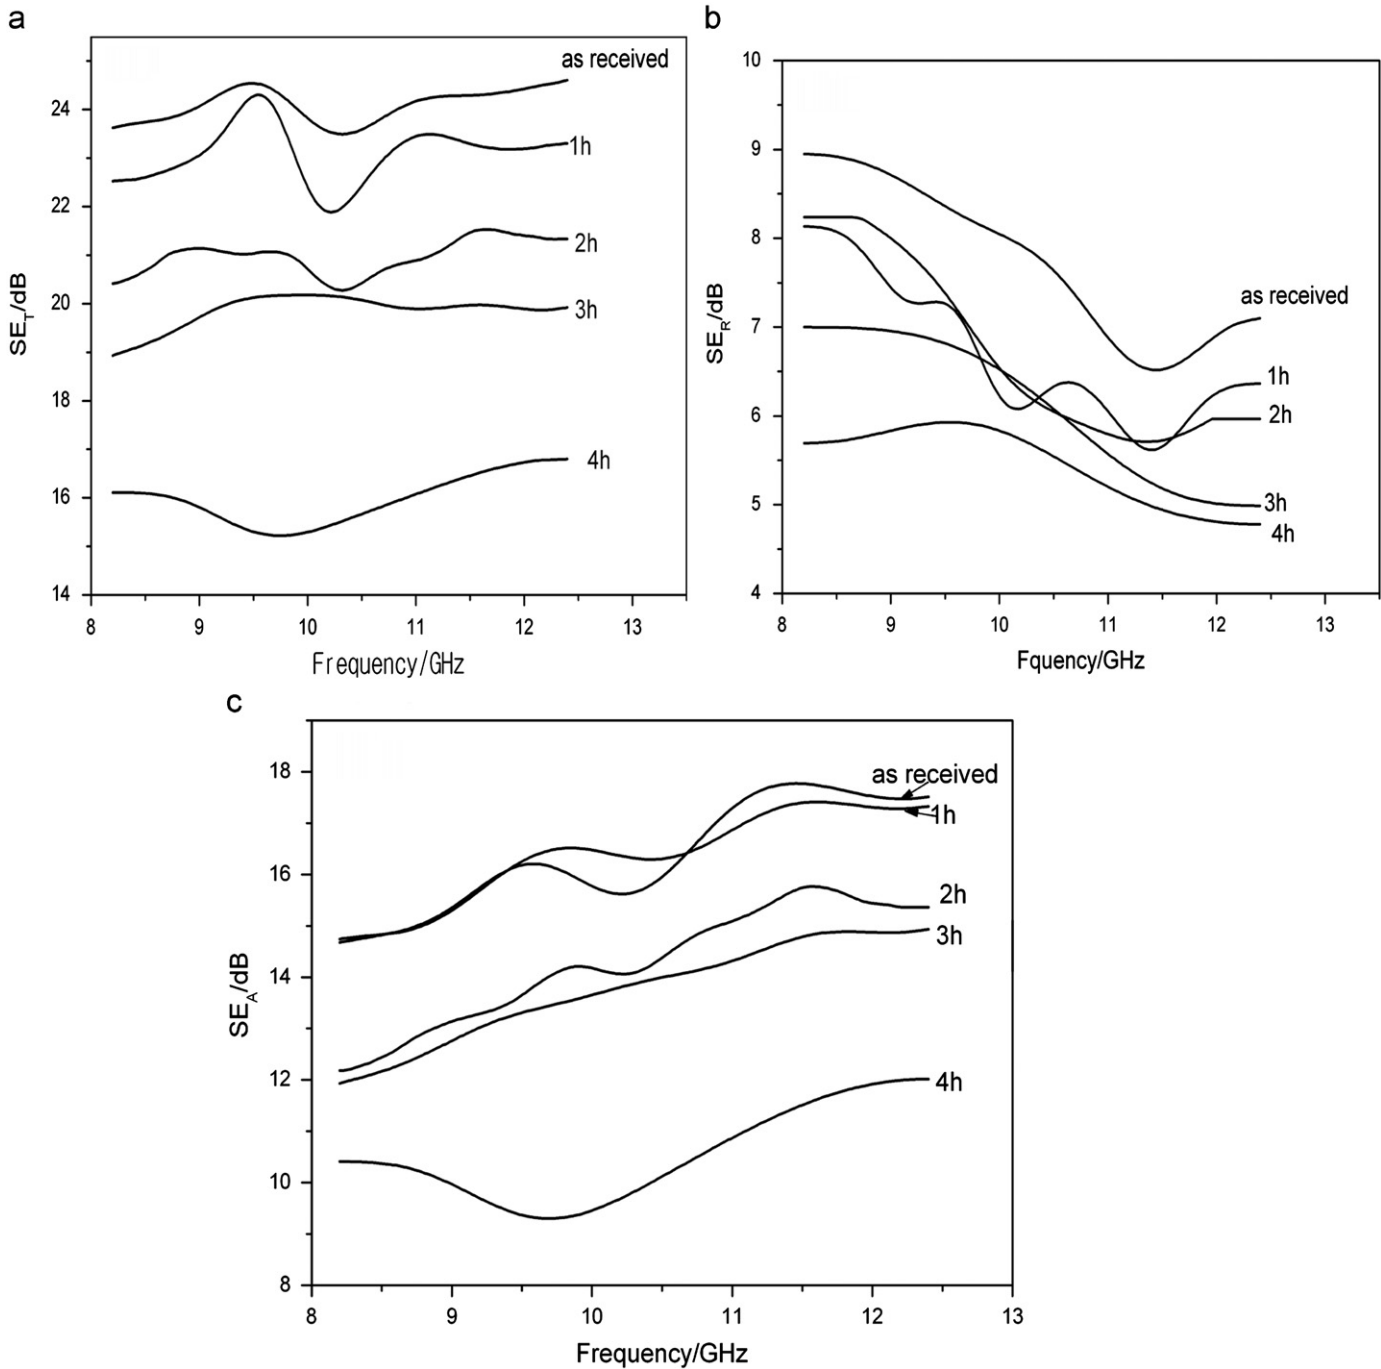 a
as received
1h
2h
3h
4h
24
22
20
18
16
14
8
9
10
11
12
13
SE_T/dB
Frequency/GHz
b
as received
1h
2h
3h
4h
10
9
8
7
6
5
4
8
9
10
11
12
13
SE_R/dB
Fquency/GHz
c
as received
1h
2h
3h
4h
18
16
14
12
10
8
8
9
10
11
12
13
SE_A/dB
Frequency/GHz